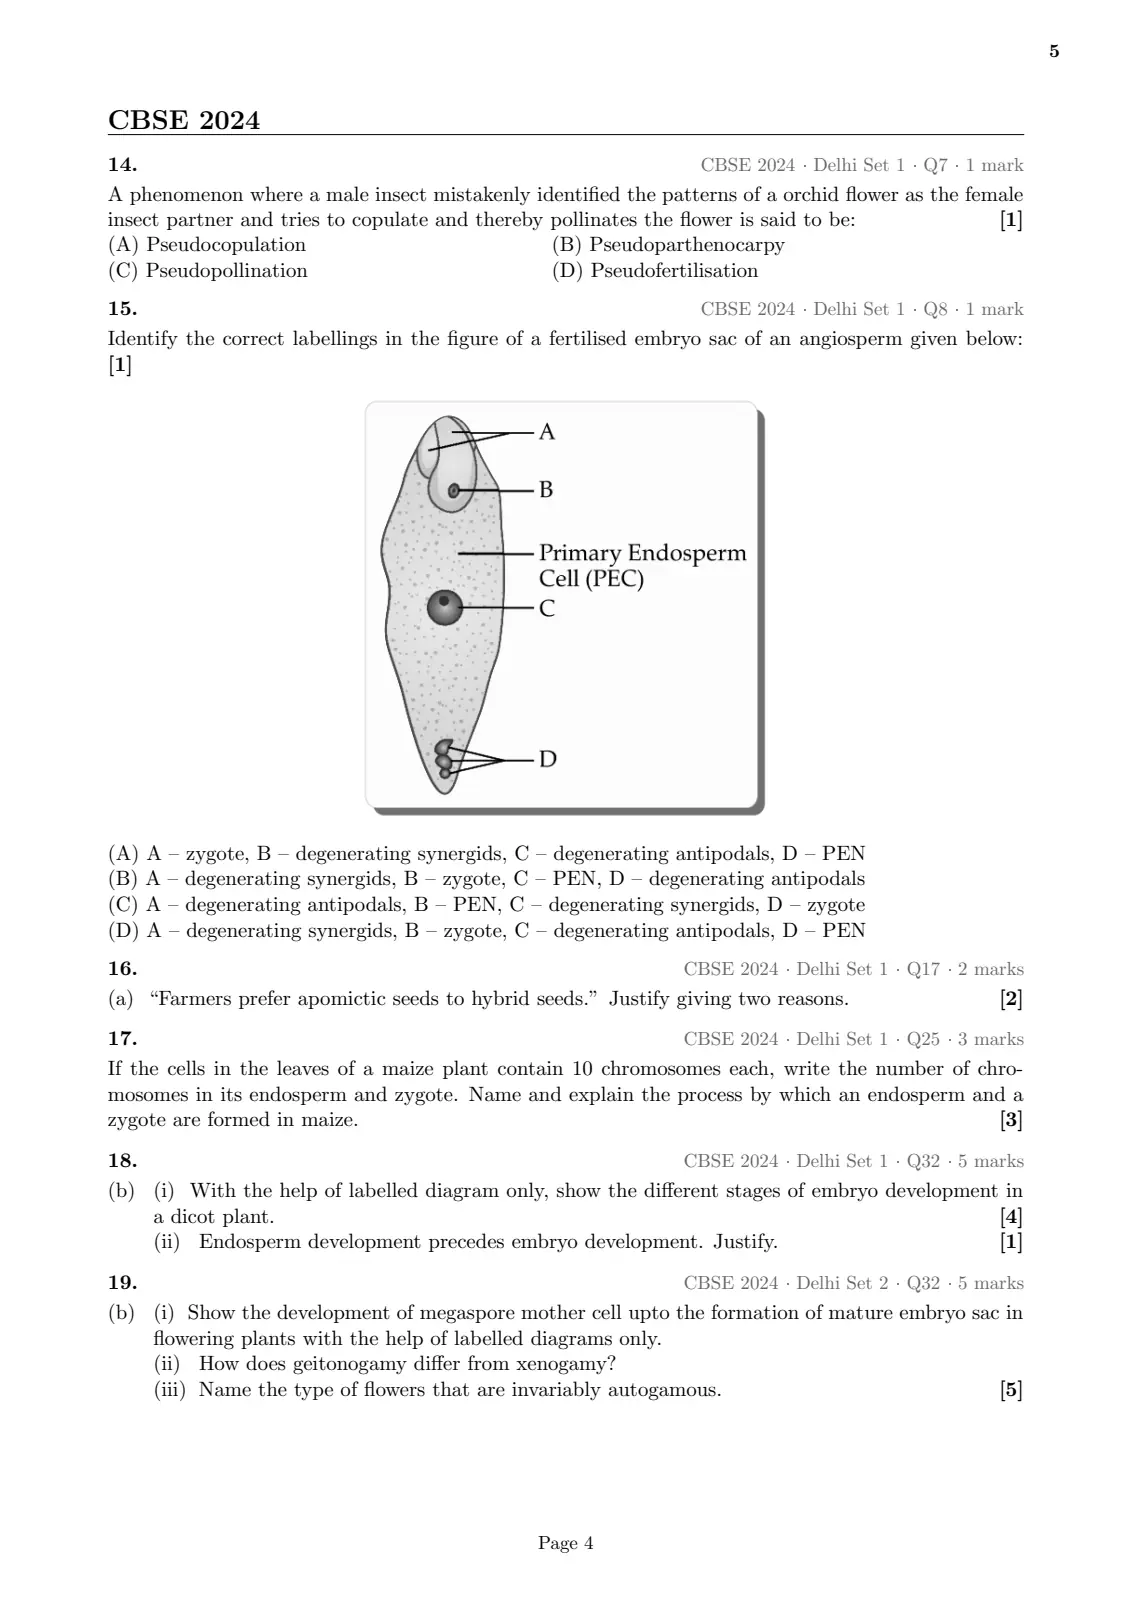 5
CBSE 2024
14. CBSE 2024 · Delhi Set 1 · Q7 · 1 mark
A phenomenon where a male insect mistakenly identified the patterns of a orchid flower as the female
insect partner and tries to copulate and thereby pollinates the flower is said to be: [1]
(A) Pseudocopulation (B) Pseudoparthenocarpy
(C) Pseudopollination (D) Pseudofertilisation
15. CBSE 2024 · Delhi Set 1 · Q8 · 1 mark
Identify the correct labellings in the figure of a fertilised embryo sac of an angiosperm given below:
[1]
A
B
Primary Endosperm
Cell (PEC)
C
D
(A) A – zygote, B – degenerating synergids, C – degenerating antipodals, D – PEN
(B) A – degenerating synergids, B – zygote, C – PEN, D – degenerating antipodals
(C) A – degenerating antipodals, B – PEN, C – degenerating synergids, D – zygote
(D) A – degenerating synergids, B – zygote, C – degenerating antipodals, D – PEN
16. CBSE 2024 · Delhi Set 1 · Q17 · 2 marks
(a) “Farmers prefer apomictic seeds to hybrid seeds.” Justify giving two reasons. [2]
17. CBSE 2024 · Delhi Set 1 · Q25 · 3 marks
If the cells in the leaves of a maize plant contain 10 chromosomes each, write the number of chro-
mosomes in its endosperm and zygote. Name and explain the process by which an endosperm and a
zygote are formed in maize. [3]
18. CBSE 2024 · Delhi Set 1 · Q32 · 5 marks
(b) (i) With the help of labelled diagram only, show the different stages of embryo development in
a dicot plant. [4]
(ii) Endosperm development precedes embryo development. Justify. [1]
19. CBSE 2024 · Delhi Set 2 · Q32 · 5 marks
(b) (i) Show the development of megaspore mother cell upto the formation of mature embryo sac in
flowering plants with the help of labelled diagrams only.
(ii) How does geitonogamy differ from xenogamy?
(iii) Name the type of flowers that are invariably autogamous. [5]
Page 4